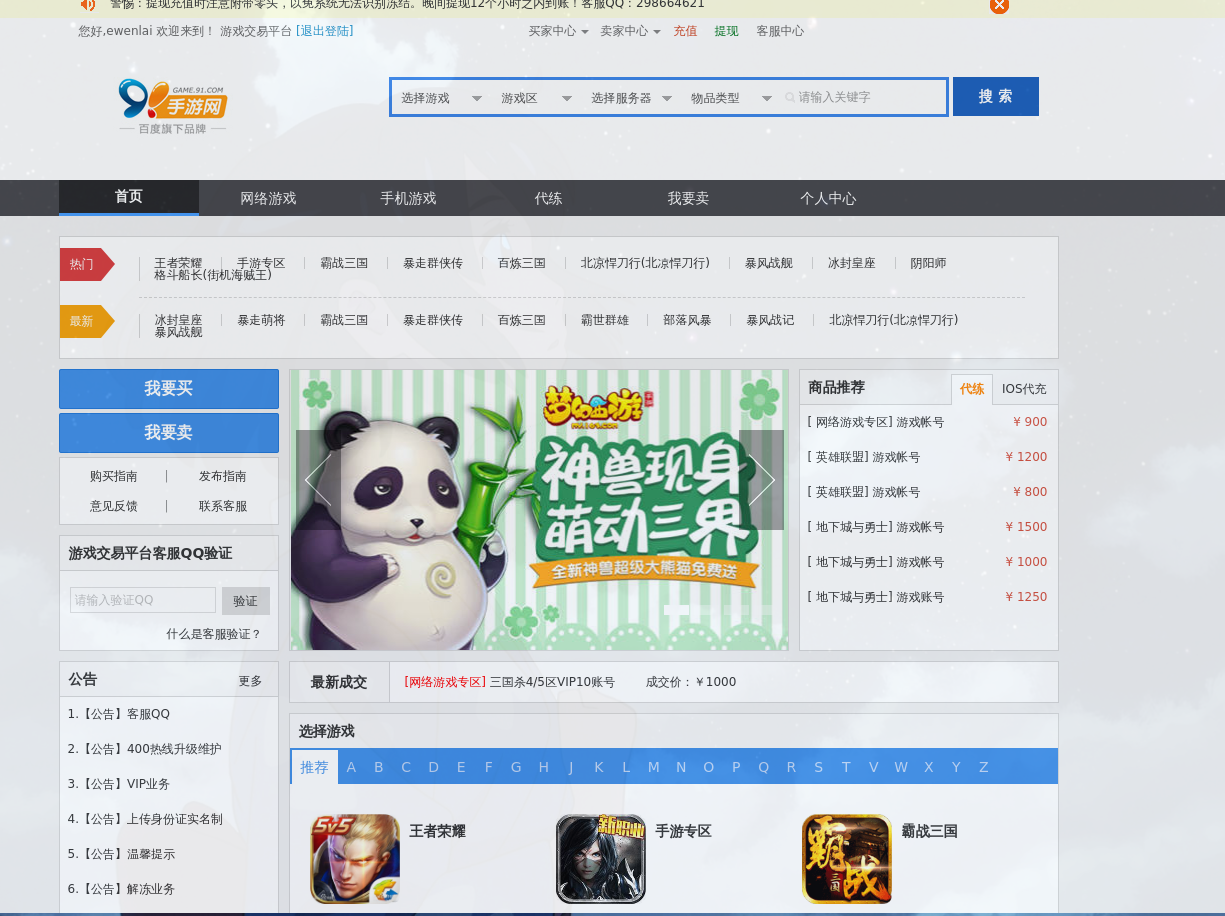 警惕：提现充值时注意附带零头，以免系统无法识别冻结。晚间提现12个小时之内到账！客服QQ：298664621
您好,ewenlai 欢迎来到！ 游戏交易平台 [退出登陆]
买家中心 卖家中心 充值 提现 客服中心
GAME.91.COM
91手游网
百度旗下品牌
选择游戏 游戏区 选择服务器 物品类型 请输入关键字 搜 索
首页 网络游戏 手机游戏 代练 我要卖 个人中心
热门 王者荣耀 手游专区 霸战三国 暴走群侠传 百炼三国 北凉悍刀行(北凉悍刀行) 暴风战舰 冰封皇座 阴阳师
格斗船长(街机海贼王)
最新 冰封皇座 暴走萌将 霸战三国 暴走群侠传 百炼三国 霸世群雄 部落风暴 暴风战记 北凉悍刀行(北凉悍刀行)
暴风战舰
我要买
我要卖
购买指南 | 发布指南
意见反馈 | 联系客服
游戏交易平台客服QQ验证
请输入验证QQ 验证
什么是客服验证？
梦幻西游
神兽现身
萌动三界
全新神兽超级大熊猫免费送
商品推荐 代练 IOS代充
[ 网络游戏专区] 游戏帐号 ￥900
[ 英雄联盟] 游戏帐号 ￥1200
[ 英雄联盟] 游戏帐号 ￥800
[ 地下城与勇士] 游戏帐号 ￥1500
[ 地下城与勇士] 游戏帐号 ￥1000
[ 地下城与勇士] 游戏账号 ￥1250
公告 更多
1.【公告】客服QQ
2.【公告】400热线升级维护
3.【公告】VIP业务
4.【公告】上传身份证实名制
5.【公告】温馨提示
6.【公告】解冻业务
最新成交 [网络游戏专区] 三国杀4/5区VIP10账号 成交价：￥1000
选择游戏
推荐 A B C D E F G H J K L M N O P Q R S T V W X Y Z
5v5
王者荣耀
新职业
手游专区
霸战
三国
霸战三国